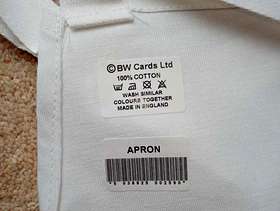 ©BW Cards Ltd
100% COTTON
WASH SIMILAR
COLOURS TOGETHER
MADE IN ENGLAND
APRON